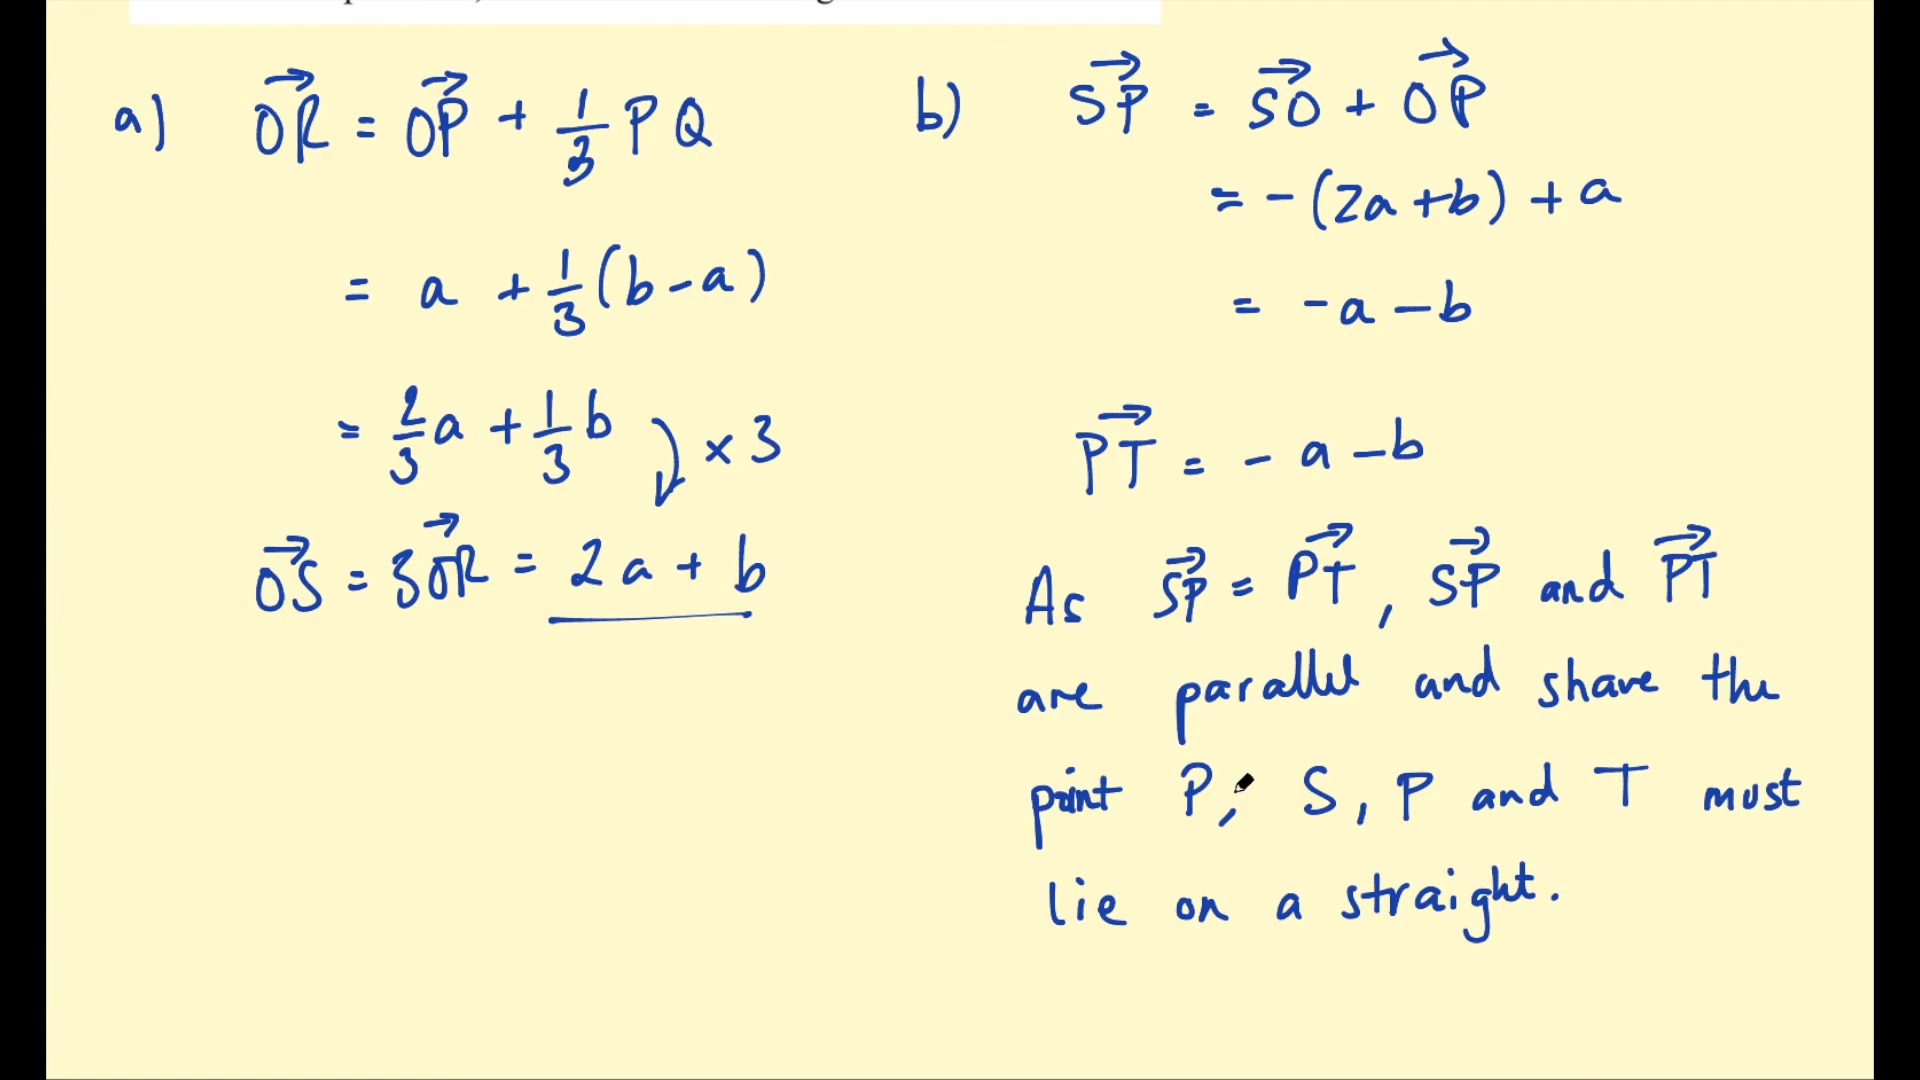 a) OR⃗ = OP⃗ + 1/3 PQ
= a + 1/3 (b - a)
= 2/3 a + 1/3 b ⤵ × 3
OS⃗ = 3OR⃗ = 2a + b
b) SP⃗ = SO⃗ + OP⃗
= -(2a + b) + a
= -a - b
PT⃗ = - a - b
As SP⃗ = PT⃗, SP⃗ and PT⃗
are parallel and share the
point P, S, P and T must
lie on a straight.